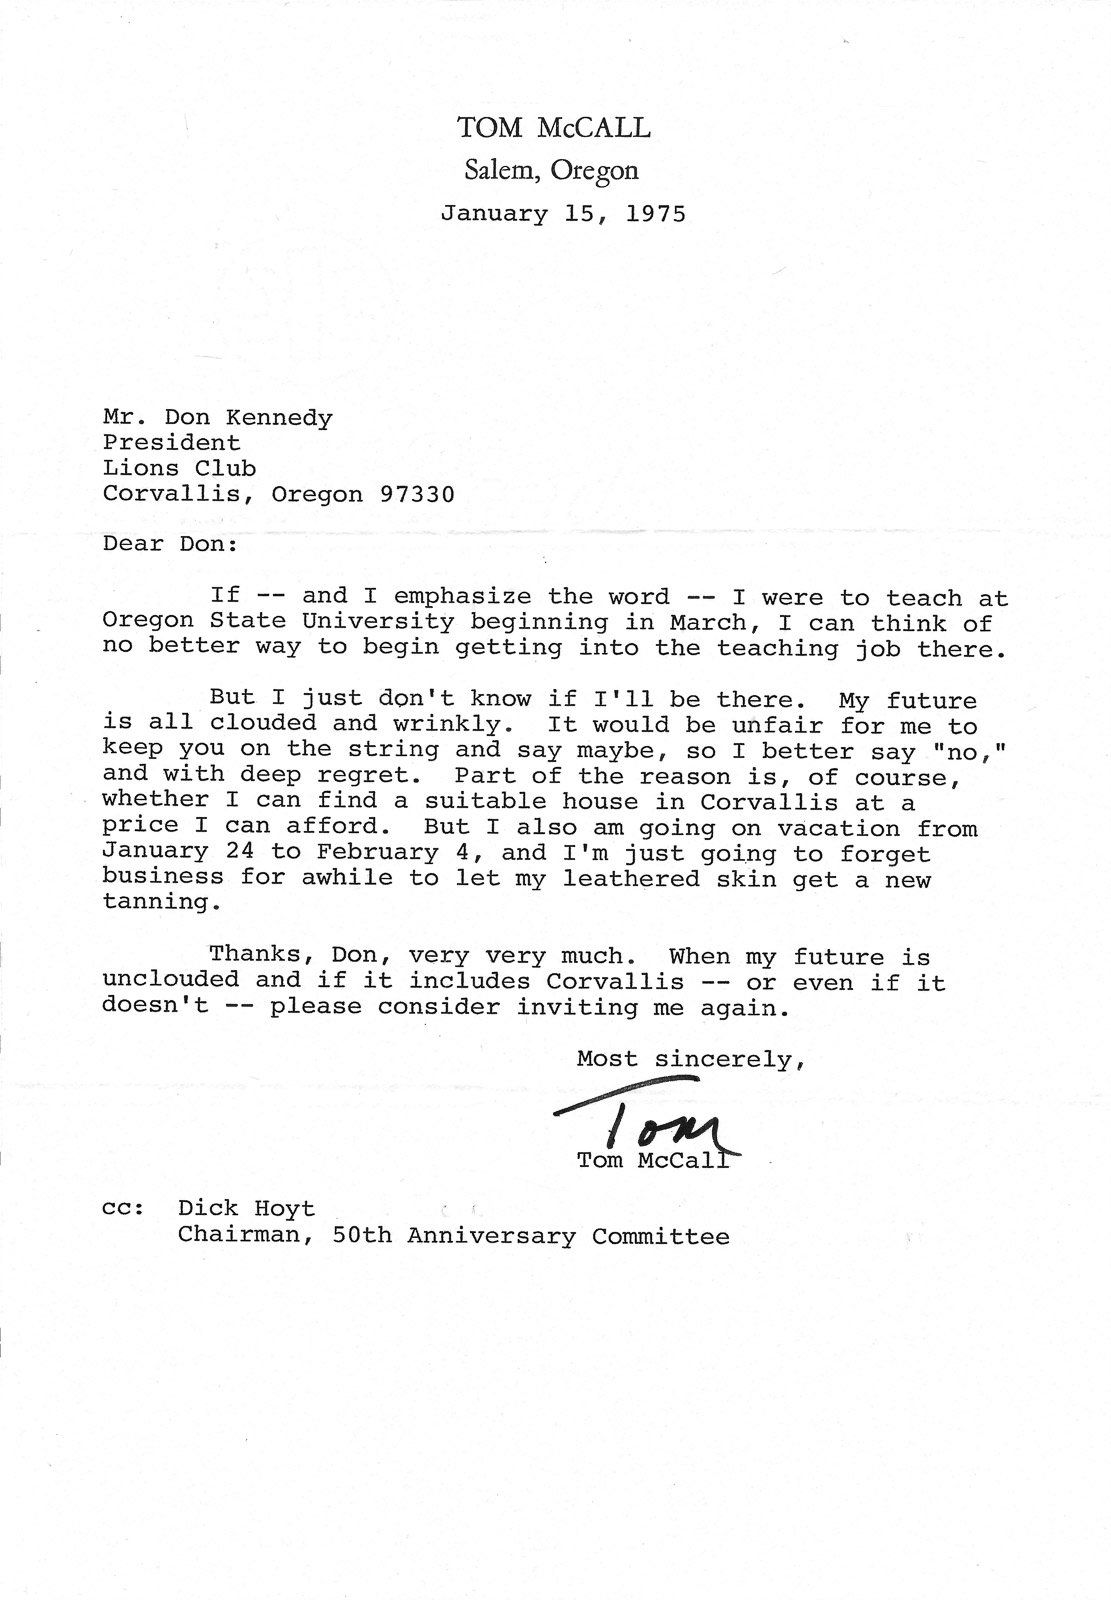 TOM McCALL
Salem, Oregon
January 15, 1975
Mr. Don Kennedy
President
Lions Club
Corvallis, Oregon 97330
Dear Don:
If -- and I emphasize the word -- I were to teach at
Oregon State University beginning in March, I can think of
no better way to begin getting into the teaching job there.
But I just don't know if I'll be there. My future
is all clouded and wrinkly. It would be unfair for me to
keep you on the string and say maybe, so I better say "no,"
and with deep regret. Part of the reason is, of course,
whether I can find a suitable house in Corvallis at a
price I can afford. But I also am going on vacation from
January 24 to February 4, and I'm just going to forget
business for awhile to let my leathered skin get a new
tanning.
Thanks, Don, very very much. When my future is
unclouded and if it includes Corvallis -- or even if it
doesn't -- please consider inviting me again.
Most sincerely,
Tom
Tom McCall
cc: Dick Hoyt
Chairman, 50th Anniversary Committee